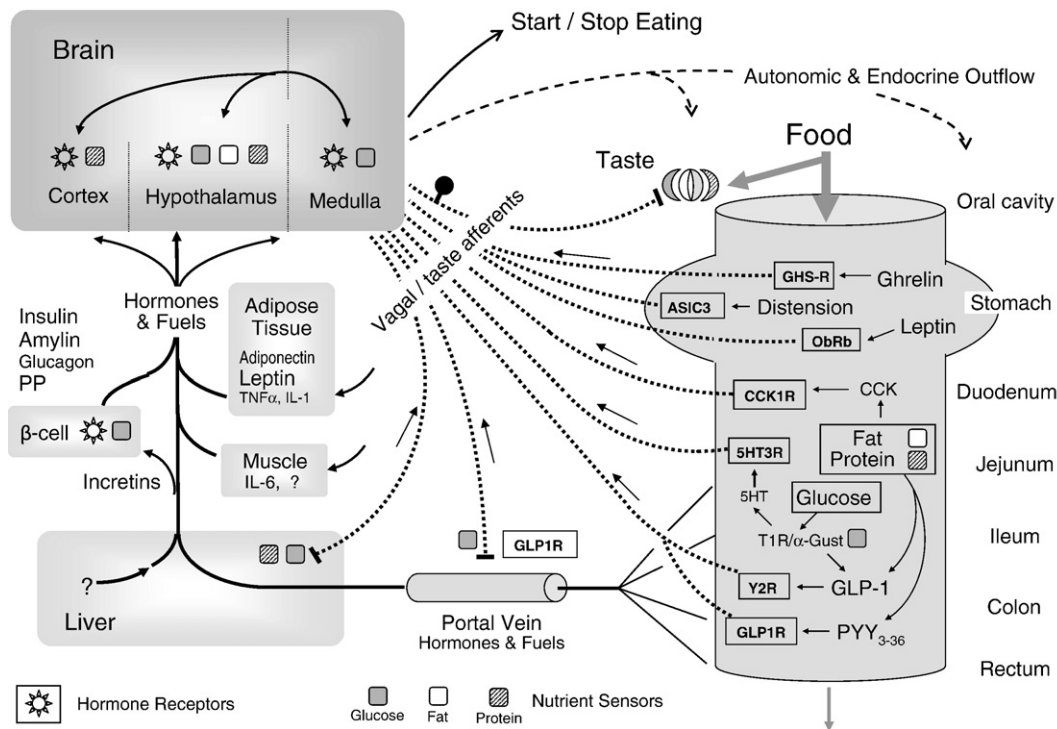 Start / Stop Eating
Brain
Autonomic & Endocrine Outflow
Food
Taste
Cortex
Hypothalamus
Medulla
Oral cavity
Vagal / taste afferents
GHS-R
Ghrelin
Hormones
& Fuels
Adipose
Tissue
Adiponectin
Leptin
TNFα, IL-1
Insulin
Amylin
Glucagon
PP
ASIC3
Distension
Stomach
ObRb
Leptin
CCK1R
CCK
Duodenum
β-cell
Muscle
IL-6, ?
Incretins
5HT3R
Fat
Protein
Jejunum
5HT
Glucose
T1R/α-Gust
Ileum
GLP1R
Y2R
GLP-1
Colon
?
Liver
Portal Vein
Hormones & Fuels
GLP1R
PYY3-36
Rectum
Hormone Receptors
Glucose
Fat
Protein
Nutrient Sensors